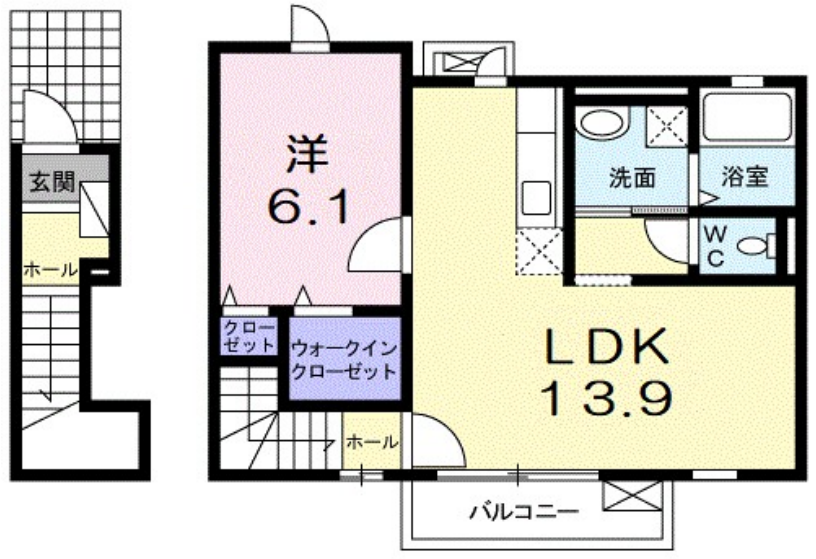 玄関
ホール
洋
6.1
クロー
ゼット
ウォークイン
クローゼット
ホール
LDK
13.9
洗面
浴室
W
C
バルコニー